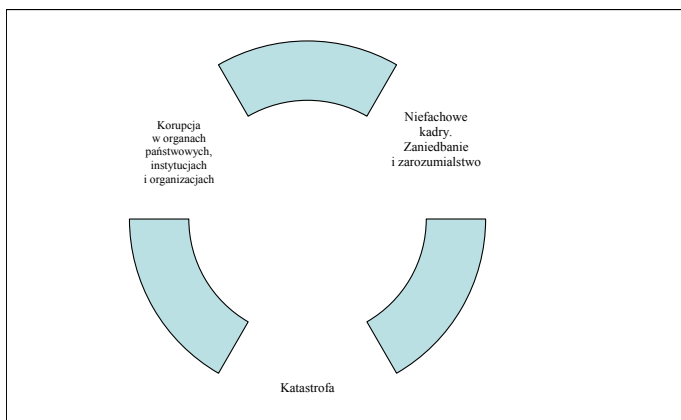 Korupcja
w organach
państwowych,
instytucjach
i organizacjach
Niefachowe
kadry.
Zaniedbanie
i zarozumialstwo
Katastrofa